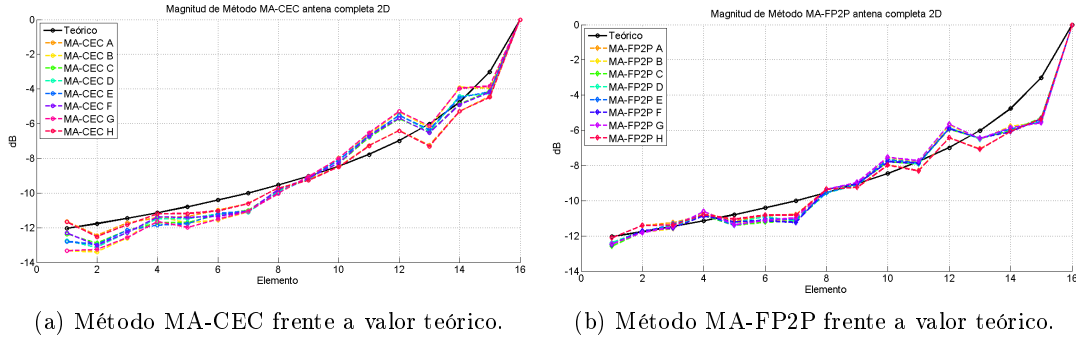 Magnitud de Método MA-CEC antena completa 2D
Teórico
MA-CEC A
MA-CEC B
MA-CEC C
MA-CEC D
MA-CEC E
MA-CEC F
MA-CEC G
MA-CEC H
0
-2
-4
-6
-8
-10
-12
-14
dB
0 2 4 6 8 10 12 14 16
Elemento
(a) Método MA-CEC frente a valor teórico.
Magnitud de Método MA-FP2P antena completa 2D
Teórico
MA-FP2P A
MA-FP2P B
MA-FP2P C
MA-FP2P D
MA-FP2P E
MA-FP2P F
MA-FP2P G
MA-FP2P H
0
-2
-4
-6
-8
-10
-12
-14
dB
0 2 4 6 8 10 12 14 16
Elemento
(b) Método MA-FP2P frente a valor teórico.